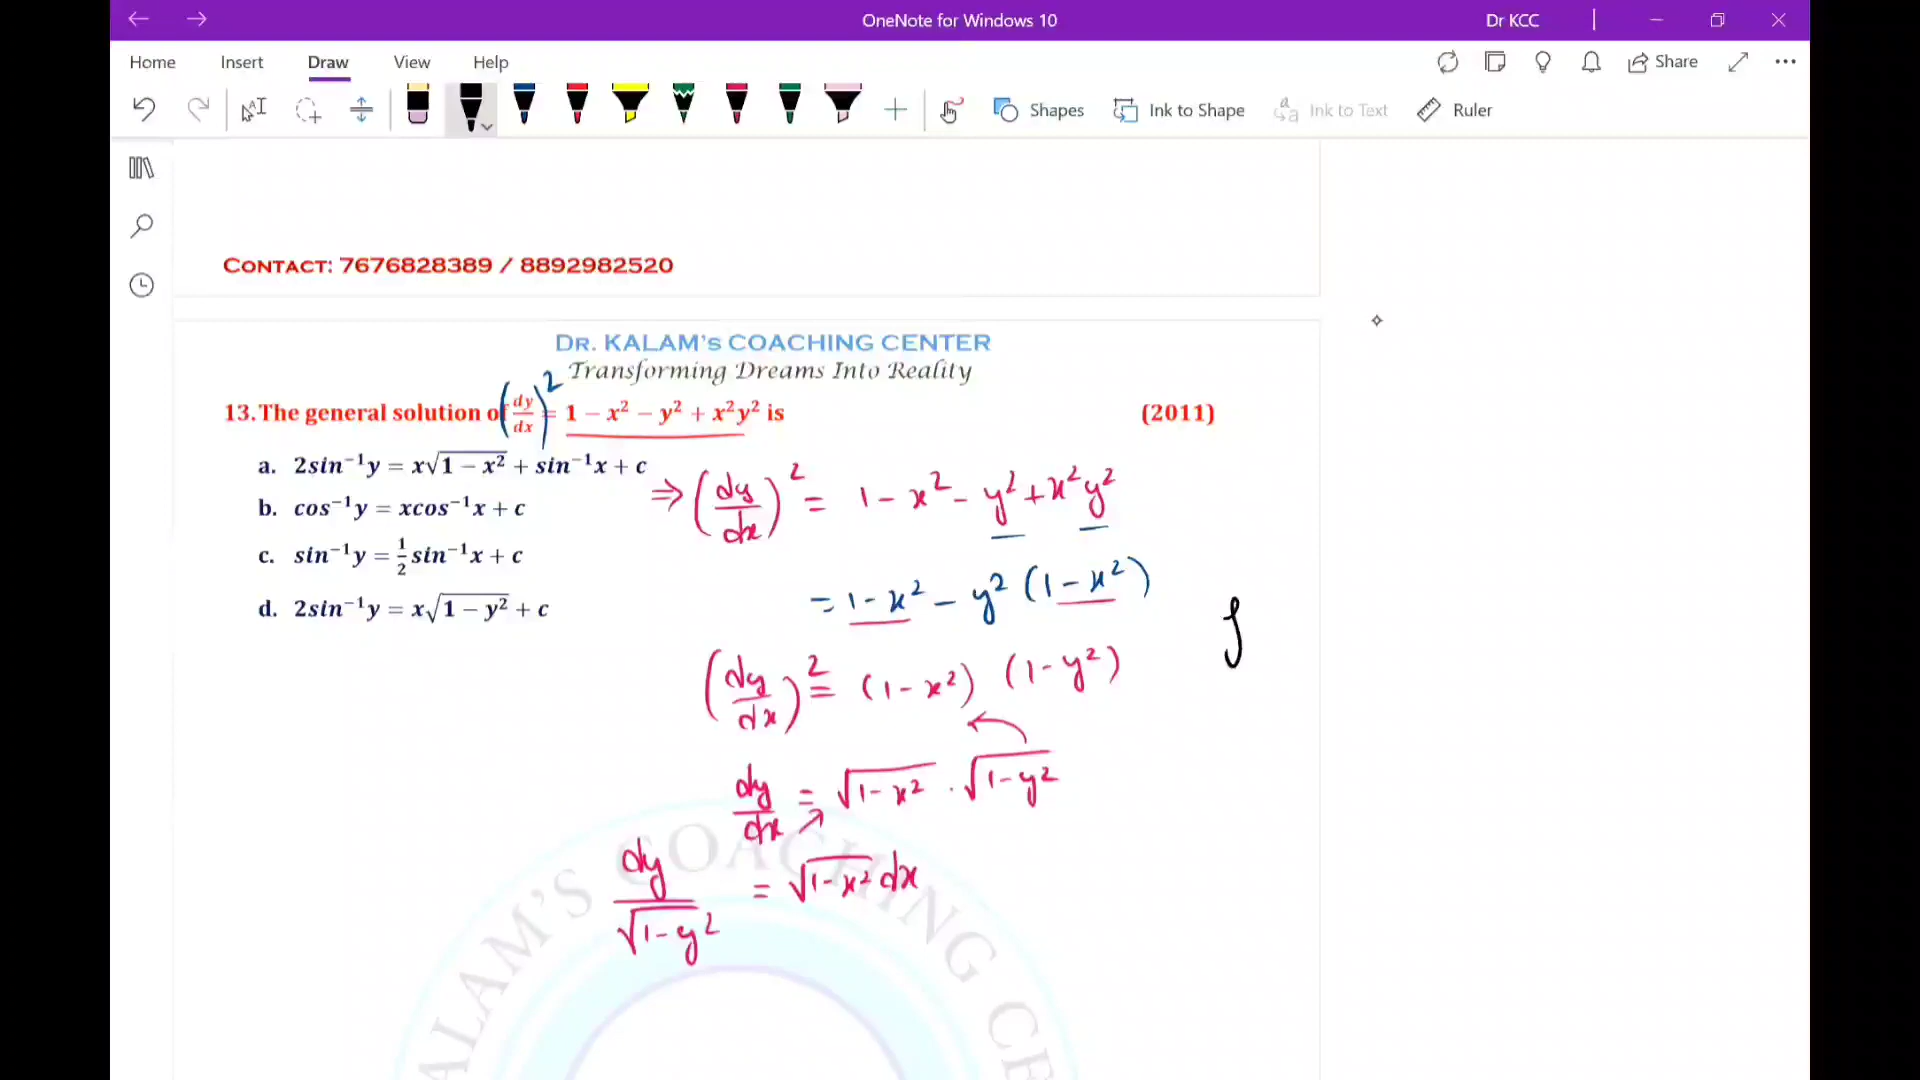 OneNote for Windows 10
Dr KCC
Home Insert Draw View Help
Share
Shapes Ink to Shape Ink to Text Ruler
CONTACT: 7676828389 / 8892982520
DR. KALAM's COACHING CENTER
Transforming Dreams Into Reality
13. The general solution of (dy/dx)² = 1 − x² − y² + x²y² is (2011)
a. 2sin⁻¹y = x√(1 − x²) + sin⁻¹x + c
b. cos⁻¹y = xcos⁻¹x + c
c. sin⁻¹y = ½sin⁻¹x + c
d. 2sin⁻¹y = x√(1 − y²) + c
⇒ (dy/dx)² = 1 − x² − y² + x²y²
= 1 − x² − y² (1 − x²)
(dy/dx)² = (1 − x²) (1 − y²)
dy/dx = √(1 − x²) · √(1 − y²)
dy/√(1 − y²) = √(1 − x²) dx
∫
ALAM'S COACHING CE